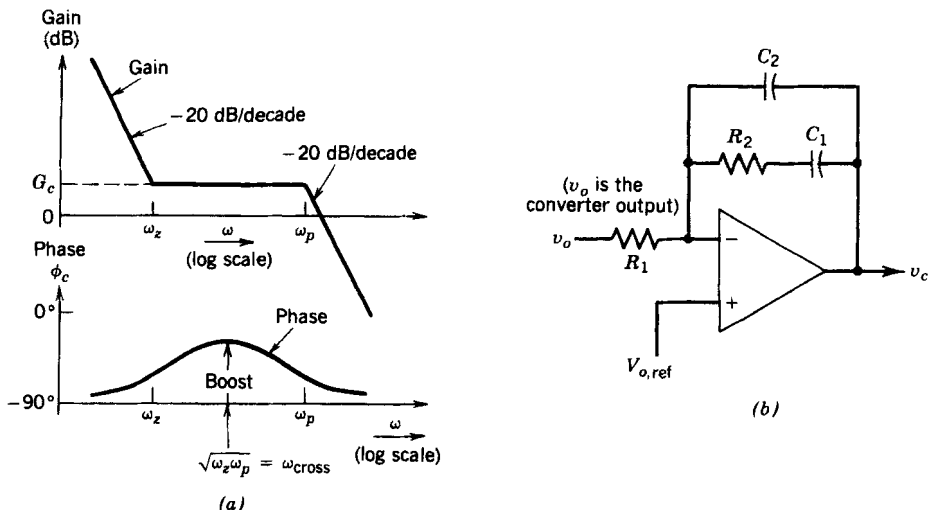 Gain
(dB)
Gain
−20 dB/decade
−20 dB/decade
G_c
0
ω_z
ω
ω_p
(log scale)
Phase
ϕ_c
0°
Phase
Boost
−90°
ω_z
ω_p
ω
(log scale)
√ω_zω_p = ω_cross
(a)
C_2
R_2
C_1
(v_o is the
converter output)
v_o
R_1
−
+
v_c
V_o,ref
(b)